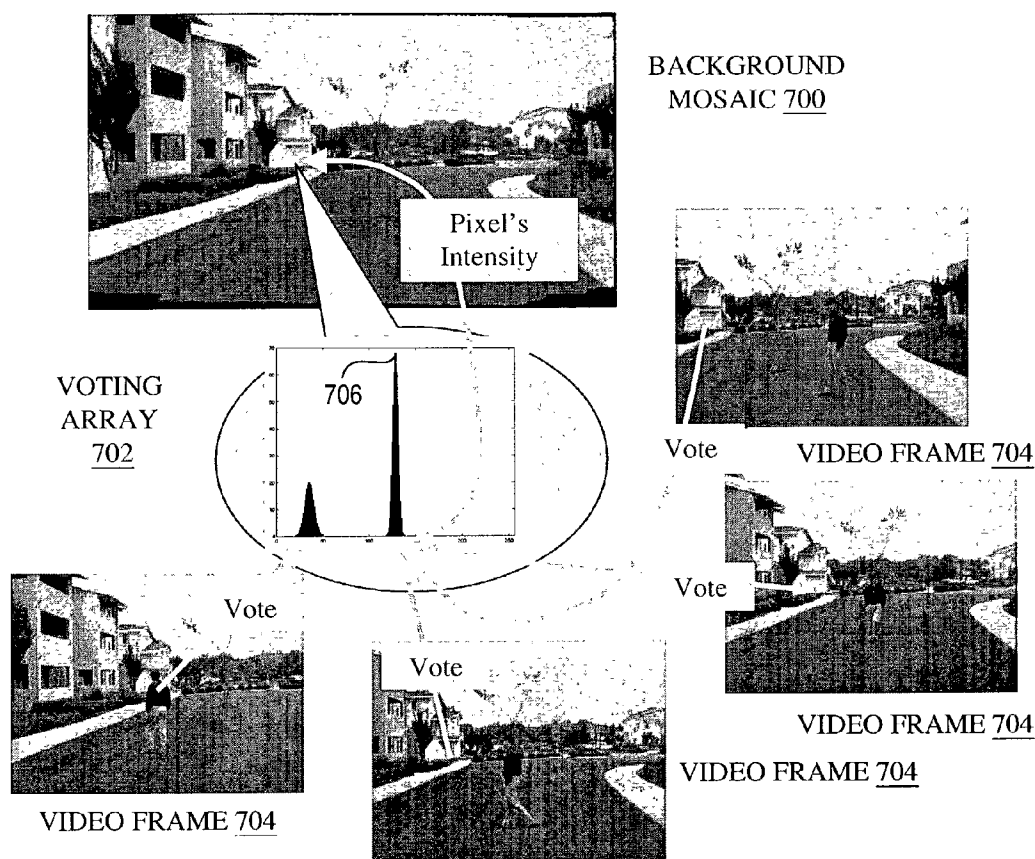 BACKGROUND
MOSAIC 700
Pixel's
Intensity
VOTING
ARRAY
702
706
Vote
VIDEO FRAME 704
Vote
VIDEO FRAME 704
Vote
VIDEO FRAME 704
Vote
VIDEO FRAME 704